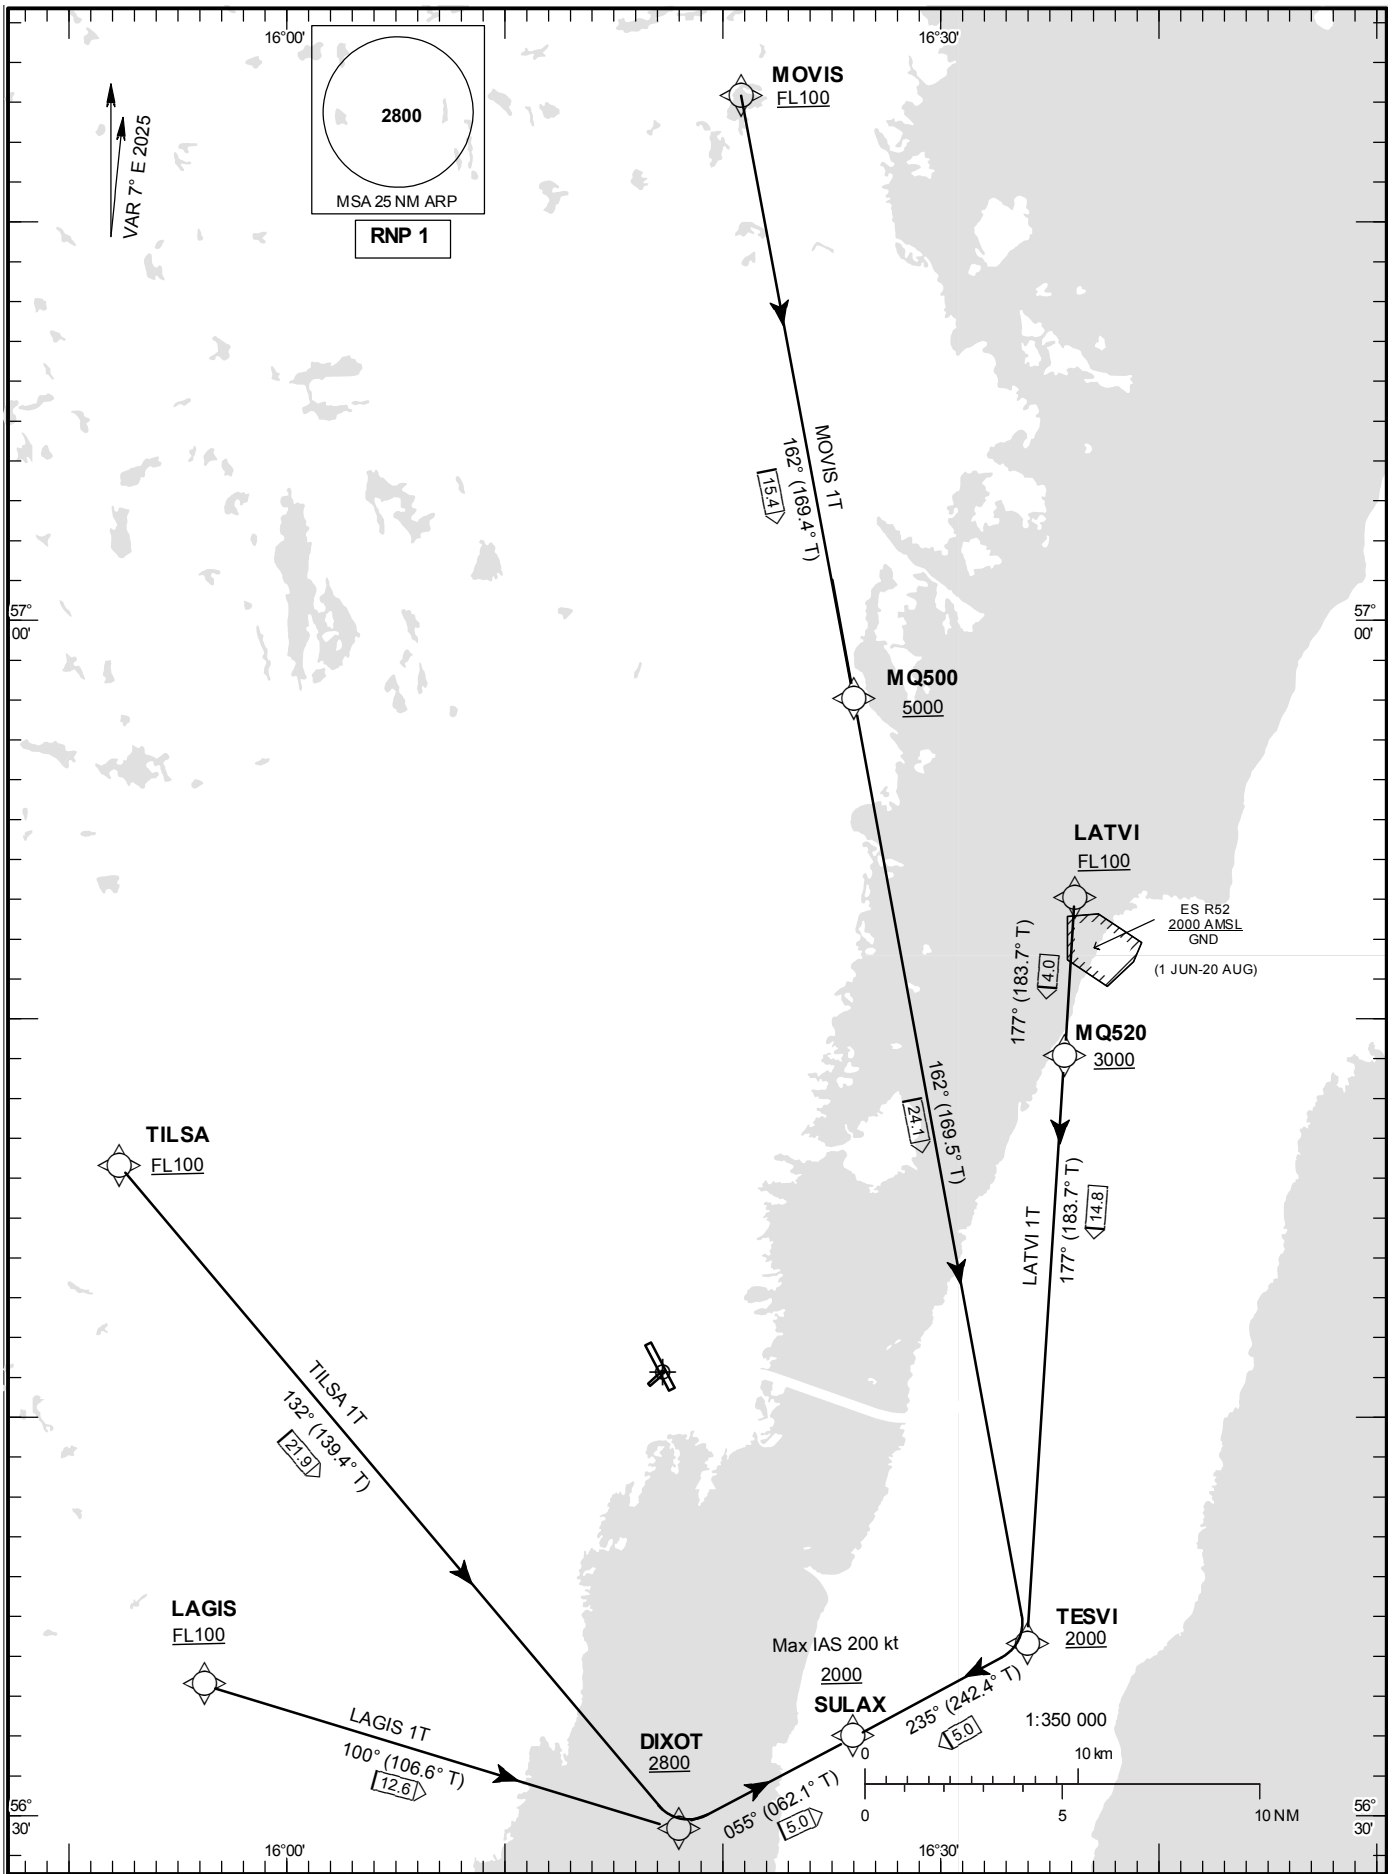 16°00'
16°30'
VAR 7° E 2025
2800
MSA 25 NM ARP
RNP 1
MOVIS
FL100
MOVIS 1T
162° (169.4° T)
15.4
57°
00'
57°
00'
MQ500
5000
LATVI
FL100
ES R52
2000 AMSL
GND
(1 JUN-20 AUG)
177° (183.7° T)
4.0
MQ520
3000
162° (169.5° T)
24.1
TILSA
FL100
LATVI 1T
177° (183.7° T)
14.8
TILSA 1T
132° (139.4° T)
21.9
LAGIS
FL100
TESVI
2000
Max IAS 200 kt
2000
SULAX
235° (242.4° T)
5.0
LAGIS 1T
100° (106.6° T)
12.6
DIXOT
2800
055° (062.1° T)
5.0
1:350 000
0
10 km
0
5
10 NM
56°
30'
56°
30'
16°00'
16°30'